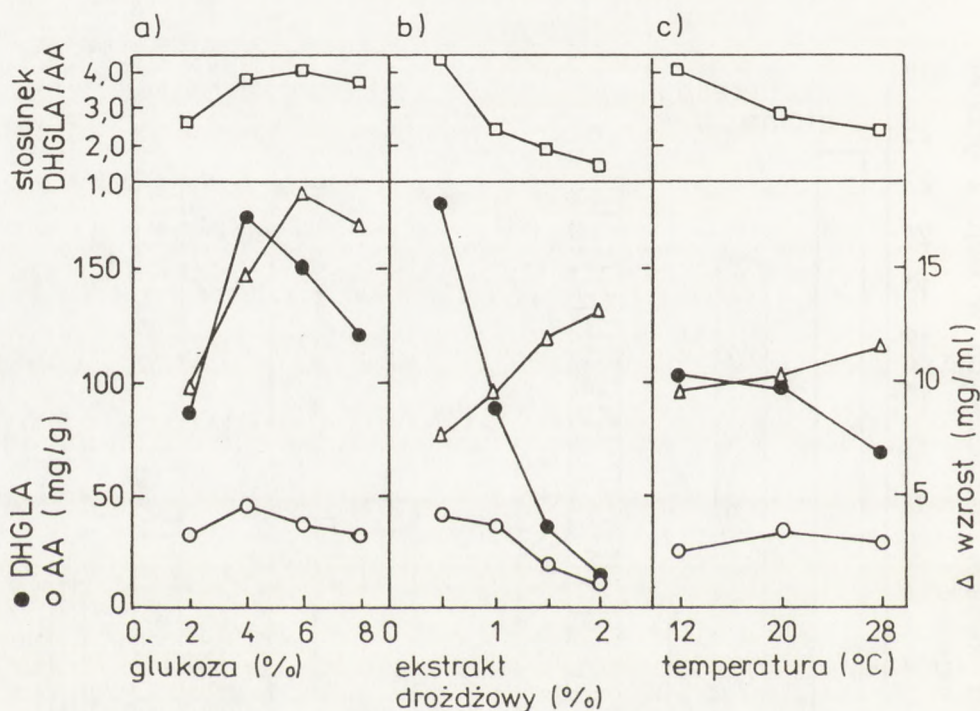 a)
b)
c)
stosunek
DHGLA/AA
4,0
3,0
2,0
1,0
150
100
50
0
● DHGLA
○ AA (mg/g)
15
10
5
Δ wzrost (mg/ml)
0. 2 4 6 8
0 1 2
12 20 28
glukoza (%)
ekstrakt
drożdżowy (%)
temperatura (°C)